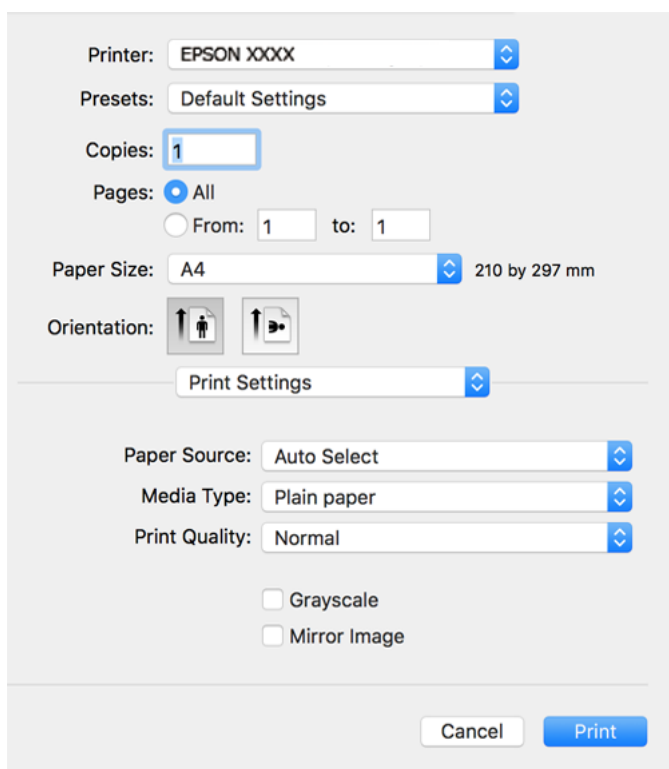 Printer: EPSON XXXX
Presets: Default Settings
Copies: 1
Pages: All
From: 1 to: 1
Paper Size: A4 210 by 297 mm
Orientation:
Print Settings
Paper Source: Auto Select
Media Type: Plain paper
Print Quality: Normal
Grayscale
Mirror Image
Cancel Print